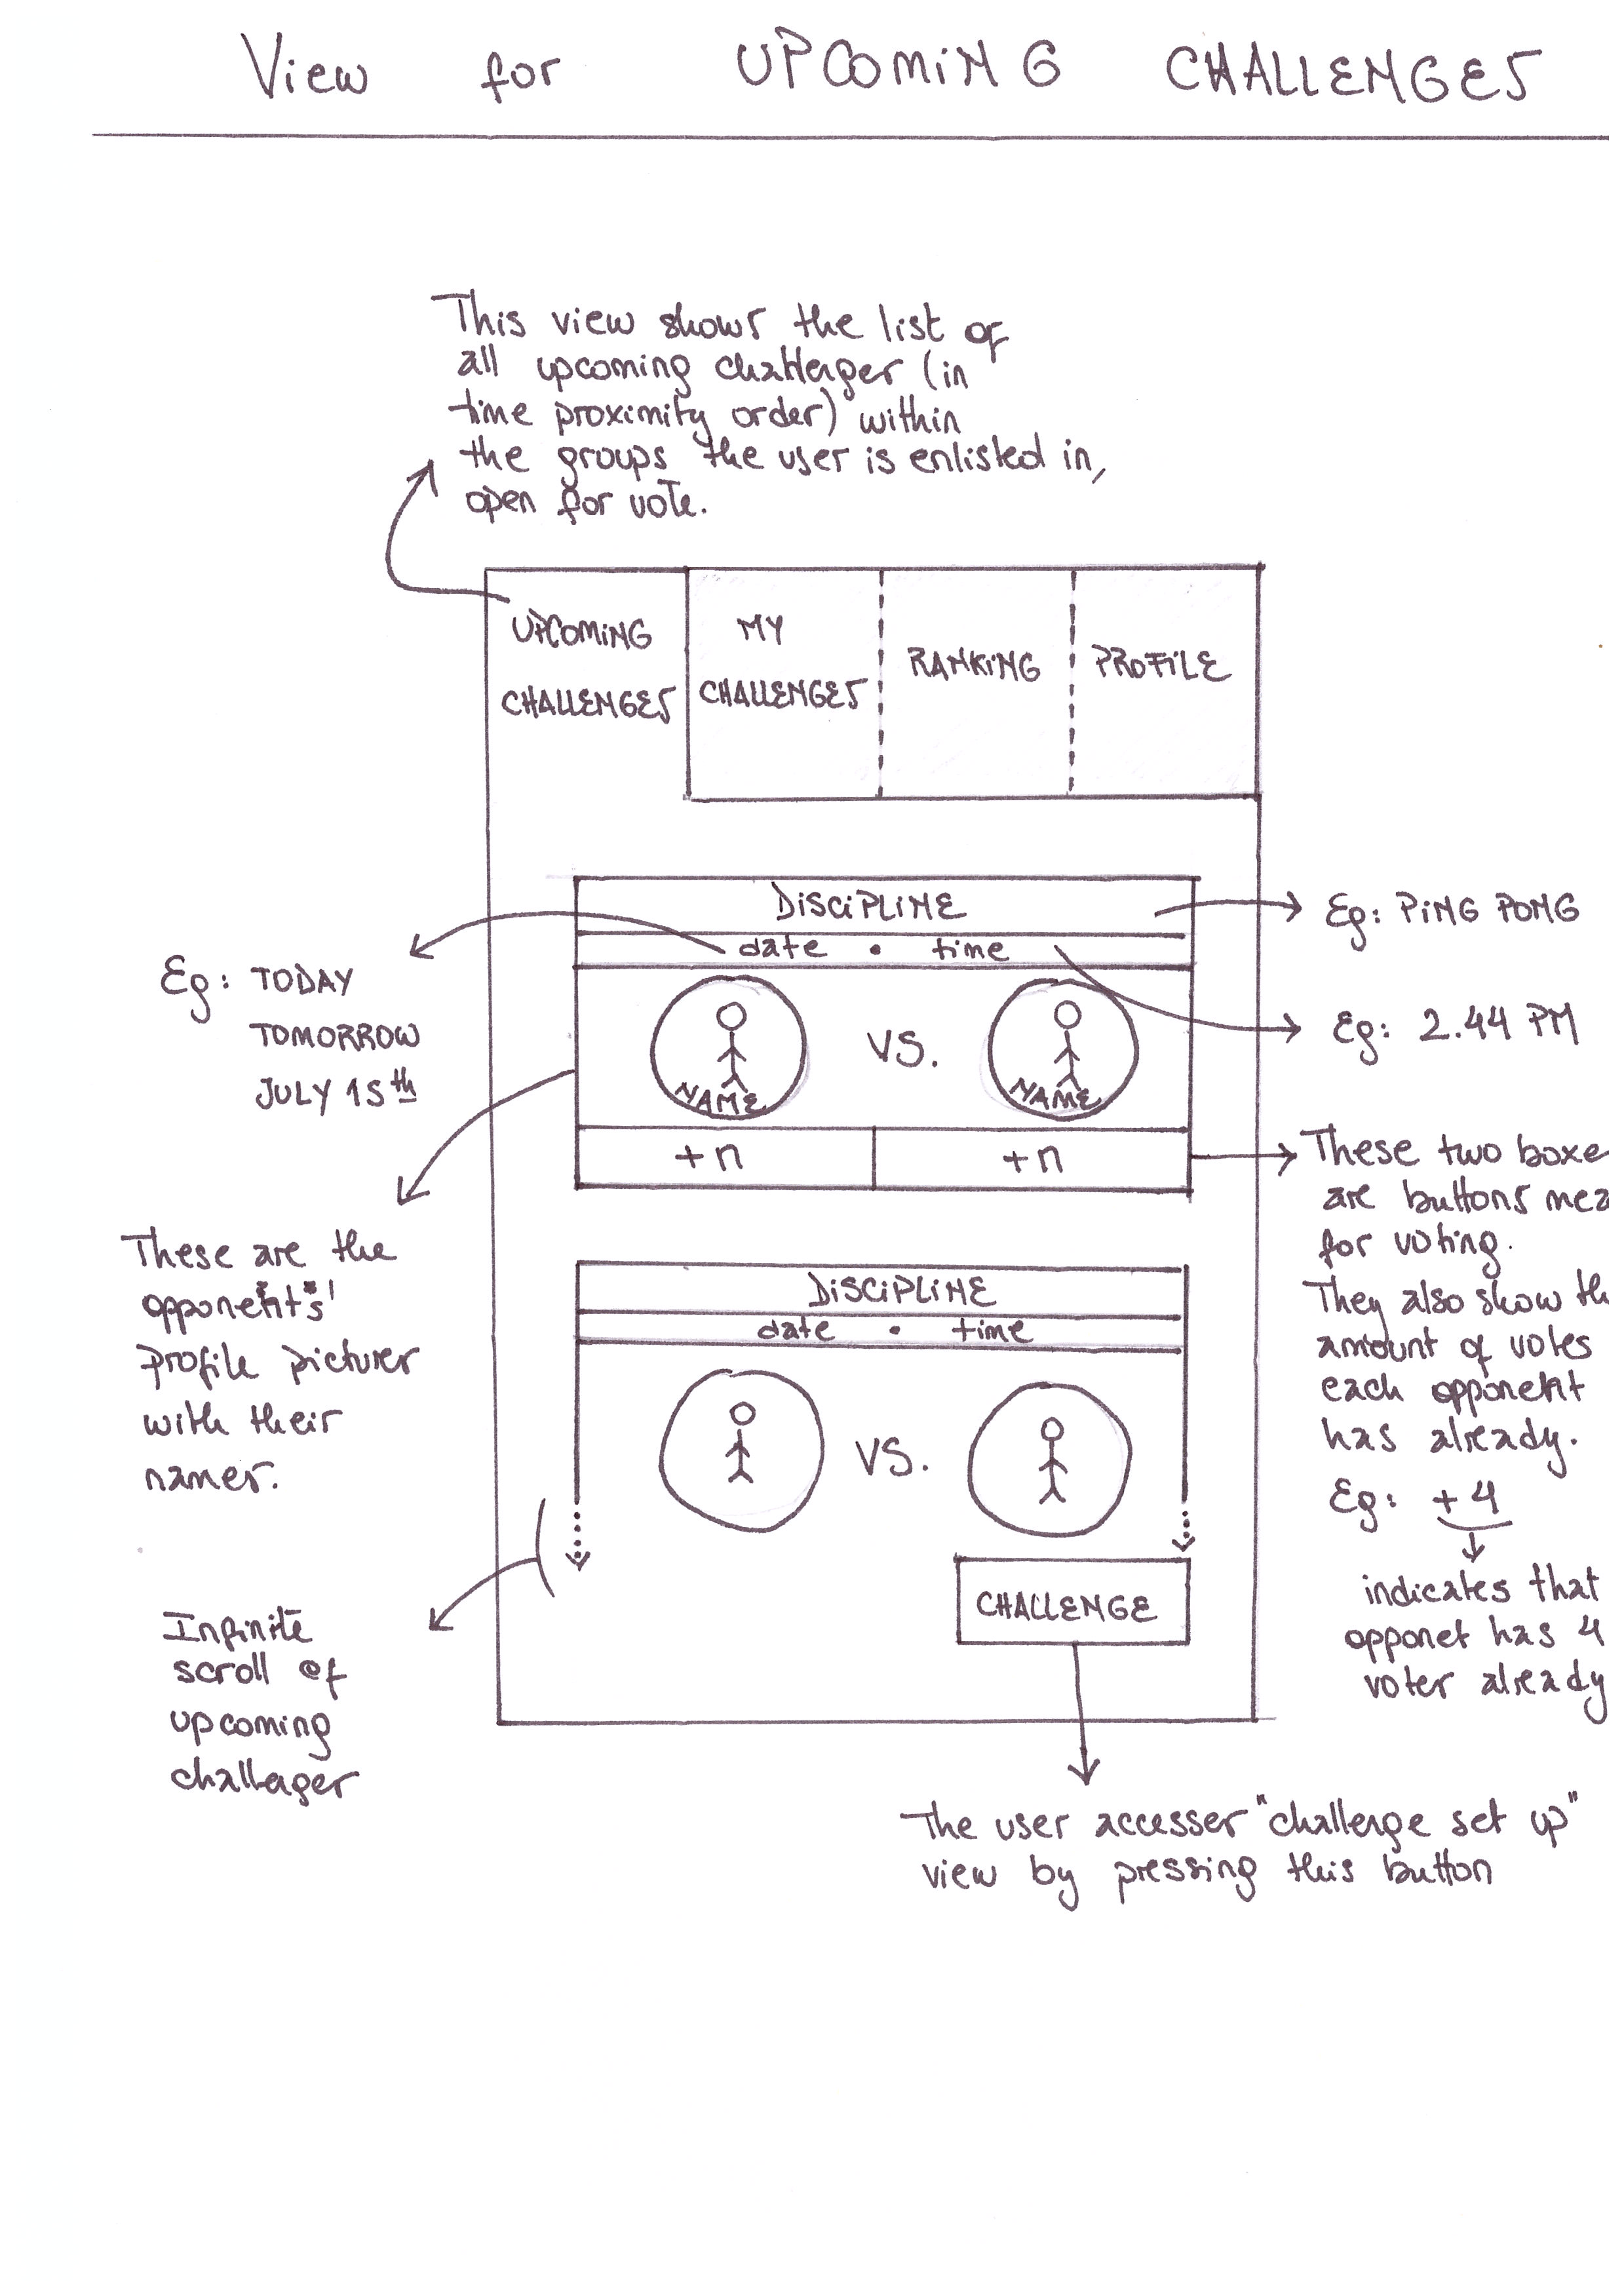 View for UPCOMING CHALLENGES
This view shows the list of
all upcoming challenges (in
time proximity order) within
the groups the user is enlisted in,
open for vote.
UPCOMING
CHALLENGES
MY
CHALLENGES
RANKING
PROFILE
DISCIPLINE
date • time
VS.
NAME
NAME
+n
+n
Eg: PING PONG
Eg: 2.44 PM
Eg: TODAY
TOMORROW
JULY 15th
These two boxe
are buttons mea
for voting.
They also show th
amount of votes
each opponent
has already.
Eg: +4
indicates that
opponet has 4
votes already
These are the
opponents'
profile pictures
with their
names.
DISCIPLINE
date • time
VS.
CHALLENGE
Infinite
scroll of
upcoming
challenges
The user accesses "challenge set up"
view by pressing this button